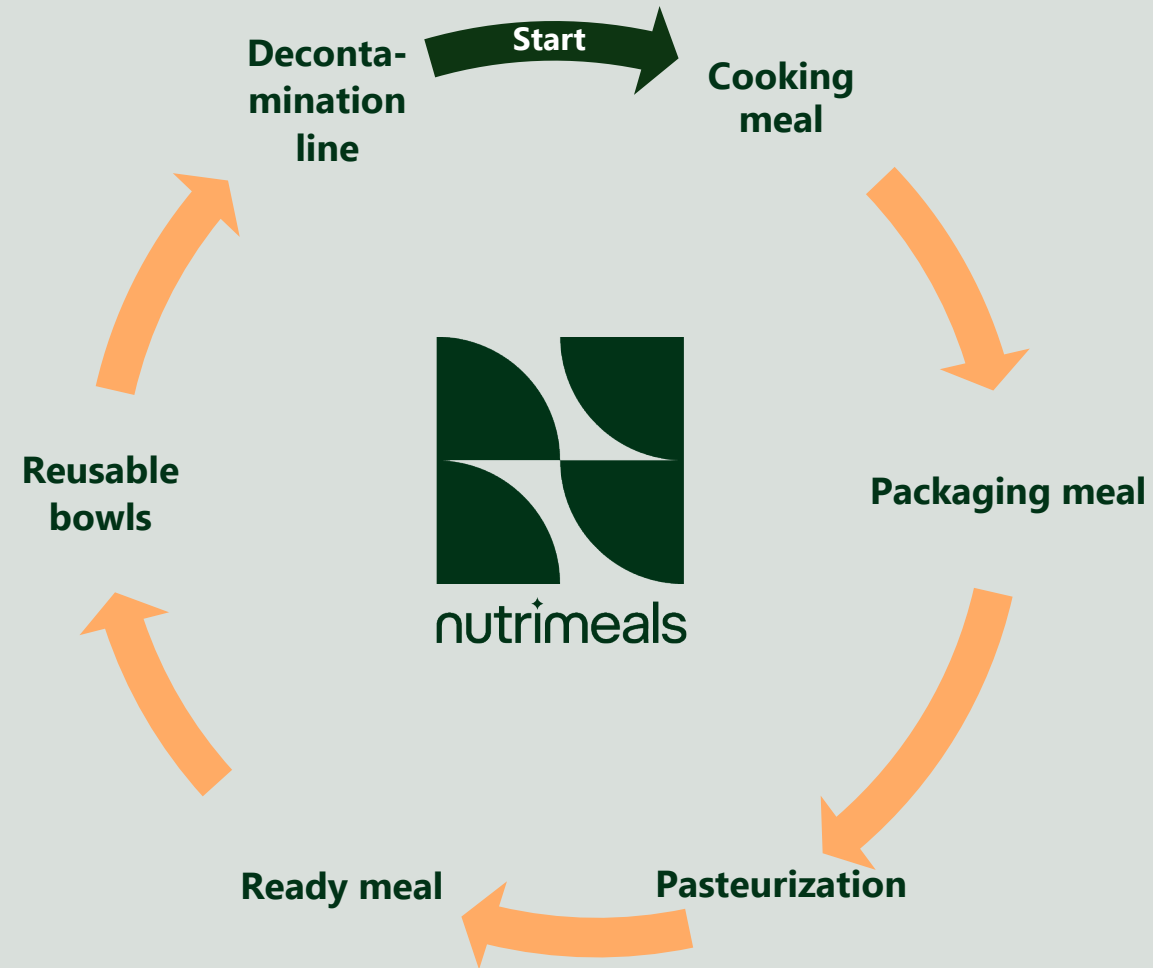 Start
Cooking
meal
Packaging meal
Pasteurization
Ready meal
Reusable
bowls
Deconta-
mination
line
nutrimeals